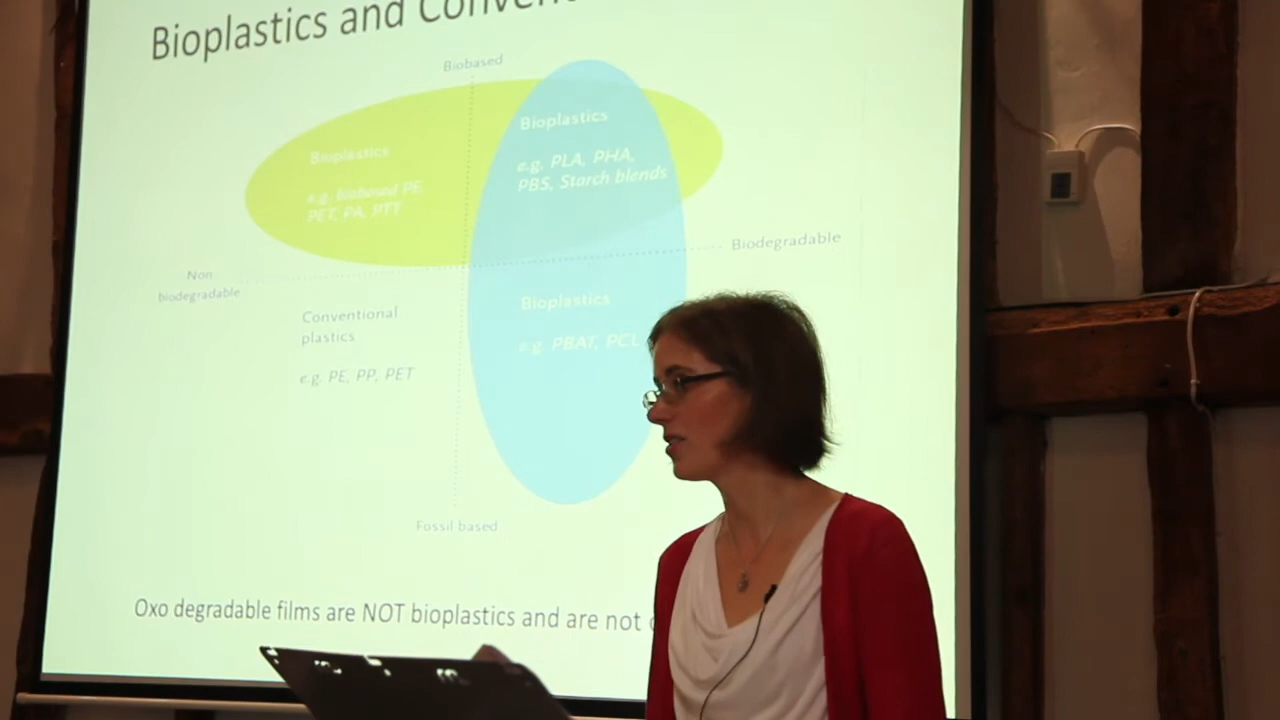 Bioplastics and Conven
Biobased
Bioplastics
e.g. PLA, PHA,
PBS, Starch blends
Bioplastics
e.g. biobased PE
PET, PA, PTT
Biodegradable
Non
biodegradable
Conventional
plastics
e.g. PE, PP, PET
Bioplastics
e.g. PBAT, PCL
Fossil based
Oxo degradable films are NOT bioplastics and are not